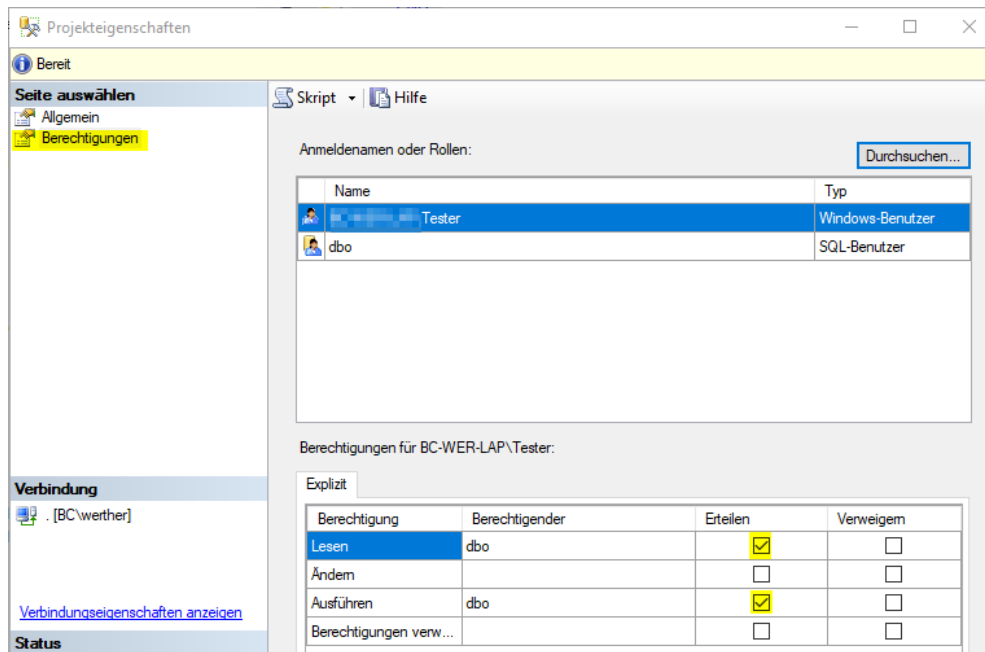 Projekteigenschaften
Bereit
Seite auswählen
Allgemein
Berechtigungen
Skript
Hilfe
Anmeldenamen oder Rollen:
Durchsuchen...
Name Typ
Tester Windows-Benutzer
dbo SQL-Benutzer
Berechtigungen für BC-WER-LAP\Tester:
Explizit
Berechtigung Berechtigender Erteilen Verweigern
Lesen dbo
Ändern
Ausführen dbo
Berechtigungen verw...
Verbindung
. [BC\werther]
Verbindungseigenschaften anzeigen
Status